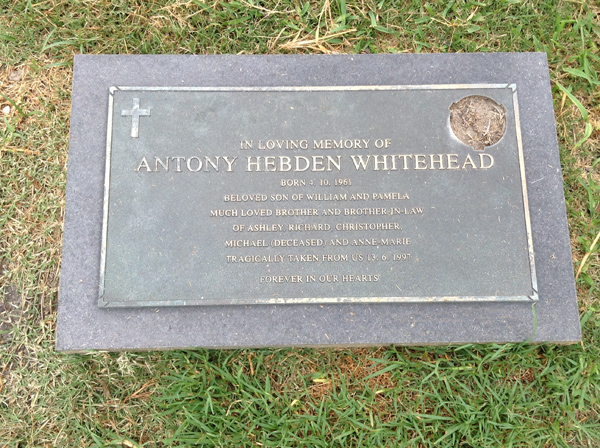 IN LOVING MEMORY OF
ANTONY HEBDEN WHITEHEAD
BORN 4. 10. 1961
BELOVED SON OF WILLIAM AND PAMELA
MUCH LOVED BROTHER AND BROTHER-IN-LAW
OF ASHLEY, RICHARD, CHRISTOPHER,
MICHAEL (DECEASED) AND ANNE-MARIE
TRAGICALLY TAKEN FROM US 13. 6. 1997
'FOREVER IN OUR HEARTS'